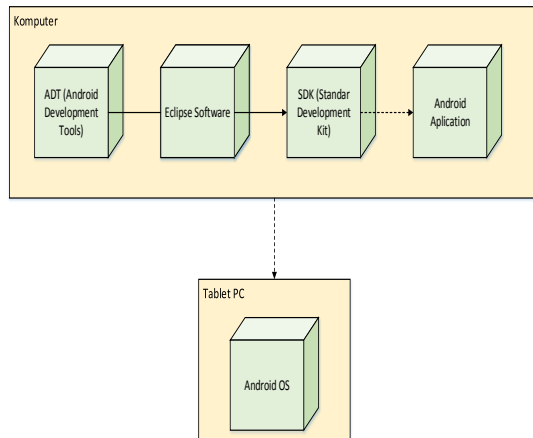 Komputer
ADT (Android
Development
Tools)
Eclipse Software
SDK (Standar
Development
Kit)
Android
Aplication
Tablet PC
Android OS